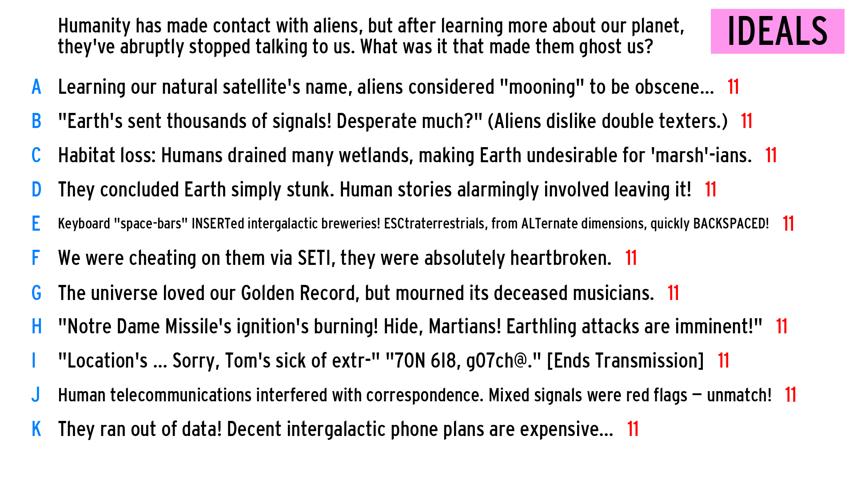 Humanity has made contact with aliens, but after learning more about our planet,
they've abruptly stopped talking to us. What was it that made them ghost us?
IDEALS
A Learning our natural satellite's name, aliens considered "mooning" to be obscene... 11
B "Earth's sent thousands of signals! Desperate much?" (Aliens dislike double texters.) 11
C Habitat loss: Humans drained many wetlands, making Earth undesirable for 'marsh'-ians. 11
D They concluded Earth simply stunk. Human stories alarmingly involved leaving it! 11
E Keyboard "space-bars" INSERTed intergalactic breweries! ESCtraterrestrials, from ALTernate dimensions, quickly BACKSPACED! 11
F We were cheating on them via SETI, they were absolutely heartbroken. 11
G The universe loved our Golden Record, but mourned its deceased musicians. 11
H "Notre Dame Missile's ignition's burning! Hide, Martians! Earthling attacks are imminent!" 11
I "Location's ... Sorry, Tom's sick of extr-" "70N 6I8, g07ch@." [Ends Transmission] 11
J Human telecommunications interfered with correspondence. Mixed signals were red flags – unmatch! 11
K They ran out of data! Decent intergalactic phone plans are expensive... 11